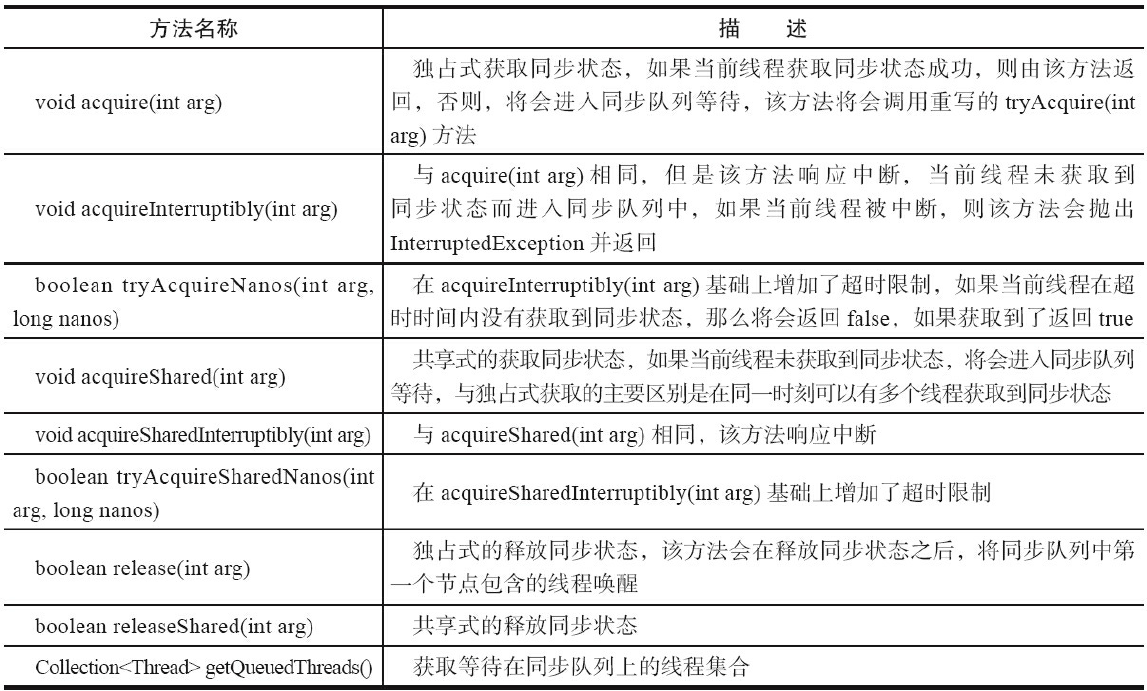 方法名称
描 述
void acquire(int arg)
独占式获取同步状态，如果当前线程获取同步状态成功，则由该方法返
回，否则，将会进入同步队列等待，该方法将会调用重写的 tryAcquire(int
arg) 方法
void acquireInterruptibly(int arg)
与 acquire(int arg) 相同，但是该方法响应中断，当前线程未获取到
同步状态而进入同步队列中，如果当前线程被中断，则该方法会抛出
InterruptedException 并返回
boolean tryAcquireNanos(int arg,
long nanos)
在 acquireInterruptibly(int arg) 基础上增加了超时限制，如果当前线程在超
时时间内没有获取到同步状态，那么将会返回 false，如果获取到了返回 true
void acquireShared(int arg)
共享式的获取同步状态，如果当前线程未获取到同步状态，将会进入同步队列
等待，与独占式获取的主要区别是在同一时刻可以有多个线程获取到同步状态
void acquireSharedInterruptibly(int arg)
与 acquireShared(int arg) 相同，该方法响应中断
boolean tryAcquireSharedNanos(int
arg, long nanos)
在 acquireSharedInterruptibly(int arg) 基础上增加了超时限制
boolean release(int arg)
独占式的释放同步状态，该方法会在释放同步状态之后，将同步队列中第
一个节点包含的线程唤醒
boolean releaseShared(int arg)
共享式的释放同步状态
Collection<Thread> getQueuedThreads()
获取等待在同步队列上的线程集合